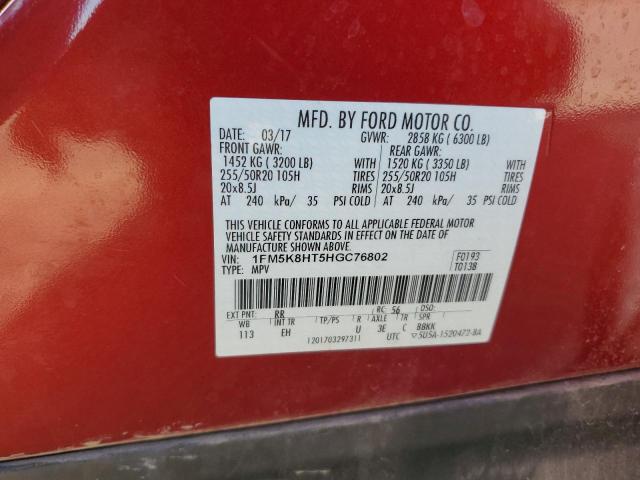 MFD. BY FORD MOTOR CO.
DATE: 03/17 GVWR: 2858 KG ( 6300 LB)
FRONT GAWR: REAR GAWR:
1452 KG ( 3200 LB) WITH 1520 KG ( 3350 LB) WITH
255/50R20 105H TIRES 255/50R20 105H TIRES
20x8.5J RIMS 20x8.5J RIMS
AT 240 kPa/ 35 PSI COLD AT 240 kPa/ 35 PSI COLD
THIS VEHICLE CONFORMS TO ALL APPLICABLE FEDERAL MOTOR
VEHICLE SAFETY STANDARDS IN EFFECT ON THE DATE OF
MANUFACTURE SHOWN ABOVE.
VIN: 1FM5K8HT5HGC76802 F0193
TYPE: MPV T0138
EXT PNT: RR RC: 56 DSO:
WB INT TR TP/PS R AXLE TR SPR
113 EH U 3E C BBKK
1201703297311 UTC 5USA-1520472-BA